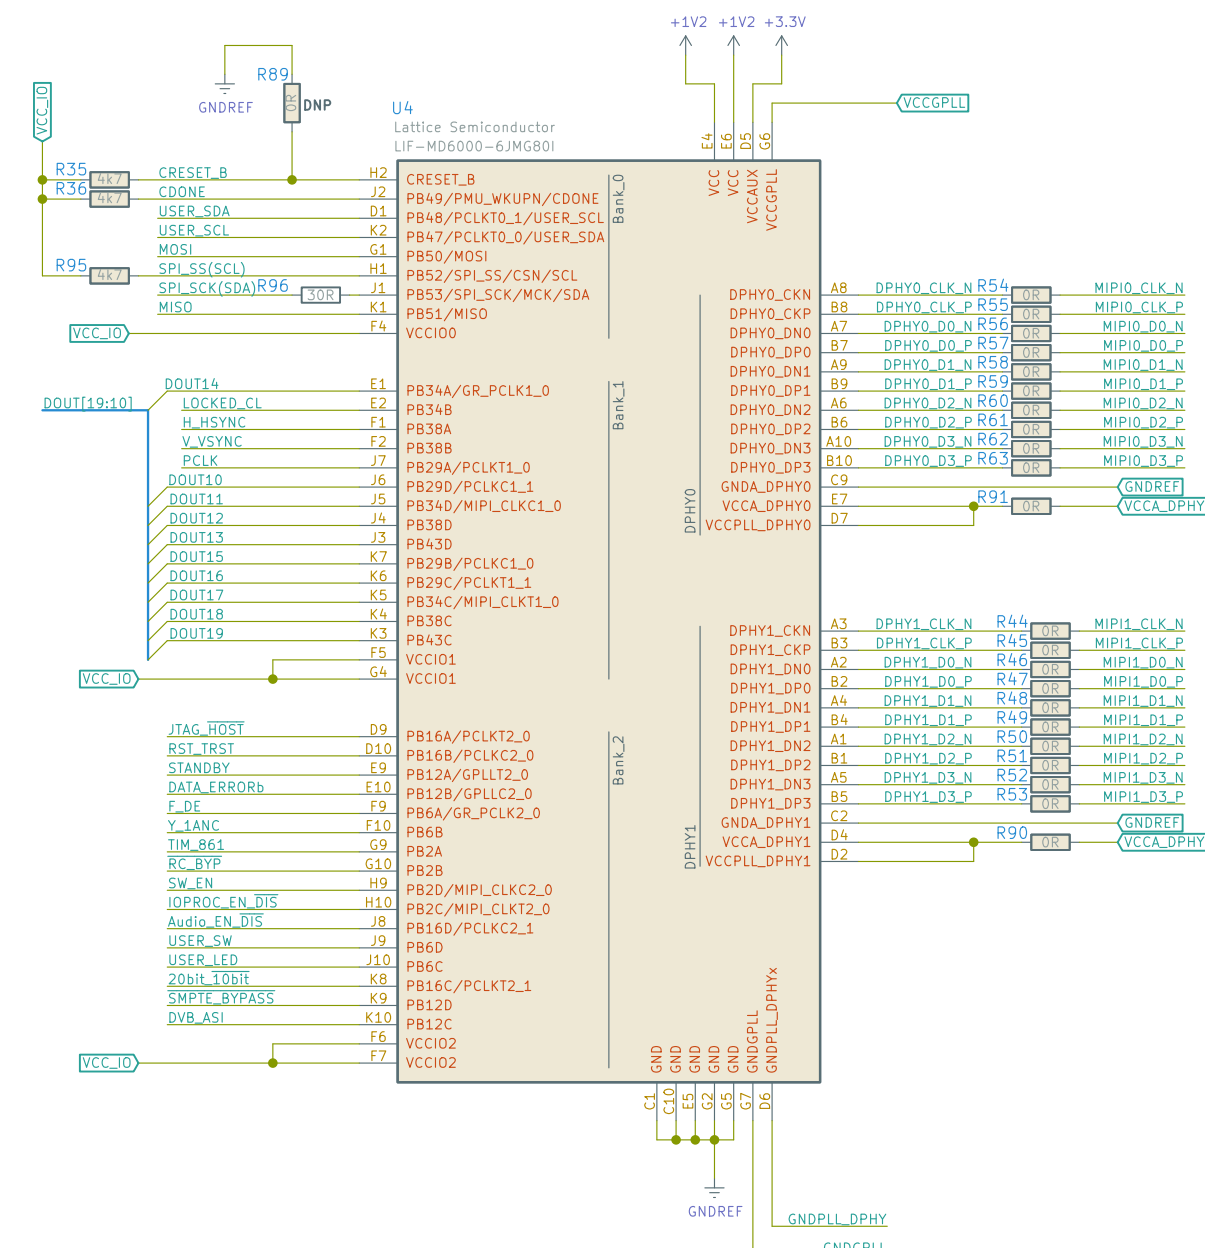 +1V2 +1V2 +3.3V
R89
0R DNP
GNDREF
VCC_IO
VCCGPLL
U4
Lattice Semiconductor
LIF-MD6000-6JMG80I
E4 E6 D5 G6
VCC VCC VCCAUX VCCGPLL
R35 4k7 CRESET_B H2 CRESET_B
R36 4k7 CDONE J2 PB49/PMU_WKUPN/CDONE
USER_SDA D1 PB48/PCLKT0_1/USER_SCL
USER_SCL K2 PB47/PCLKT0_0/USER_SDA
MOSI G1 PB50/MOSI
R95 4k7 SPI_SS(SCL) H1 PB52/SPI_SS/CSN/SCL
SPI_SCK(SDA) R96 30R J1 PB53/SPI_SCK/MCK/SDA
MISO K1 PB51/MISO
VCC_IO F4 VCCIO0
Bank_0
DOUT[19:10]
DOUT14 E1 PB34A/GR_PCLK1_0
LOCKED_CL E2 PB34B
H_HSYNC F1 PB38A
V_VSYNC F2 PB38B
PCLK J7 PB29A/PCLKT1_0
DOUT10 J6 PB29D/PCLKC1_1
DOUT11 J5 PB34D/MIPI_CLKC1_0
DOUT12 J4 PB38D
DOUT13 J3 PB43D
DOUT15 K7 PB29B/PCLKC1_0
DOUT16 K6 PB29C/PCLKT1_1
DOUT17 K5 PB34C/MIPI_CLKT1_0
DOUT18 K4 PB38C
DOUT19 K3 PB43C
F5 VCCIO1
VCC_IO G4 VCCIO1
Bank_1
JTAG_HOST D9 PB16A/PCLKT2_0
RST_TRST D10 PB16B/PCLKC2_0
STANDBY E9 PB12A/GPLLT2_0
DATA_ERRORb E10 PB12B/GPLLC2_0
F_DE F9 PB6A/GR_PCLK2_0
Y_1ANC F10 PB6B
TIM_861 G9 PB2A
RC_BYP G10 PB2B
SW_EN H9 PB2D/MIPI_CLKC2_0
IOPROC_EN_DIS H10 PB2C/MIPI_CLKT2_0
Audio_EN_DIS J8 PB16D/PCLKC2_1
USER_SW J9 PB6D
USER_LED J10 PB6C
20bit_10bit K8 PB16C/PCLKT2_1
SMPTE_BYPASS K9 PB12D
DVB_ASI K10 PB12C
F6 VCCIO2
VCC_IO F7 VCCIO2
Bank_2
DPHY0_CKN A8 DPHY0_CLK_N R54 0R MIPI0_CLK_N
DPHY0_CKP B8 DPHY0_CLK_P R55 0R MIPI0_CLK_P
DPHY0_DN0 A7 DPHY0_D0_N R56 0R MIPI0_D0_N
DPHY0_DP0 B7 DPHY0_D0_P R57 0R MIPI0_D0_P
DPHY0_DN1 A9 DPHY0_D1_N R58 0R MIPI0_D1_N
DPHY0_DP1 B9 DPHY0_D1_P R59 0R MIPI0_D1_P
DPHY0_DN2 A6 DPHY0_D2_N R60 0R MIPI0_D2_N
DPHY0_DP2 B6 DPHY0_D2_P R61 0R MIPI0_D2_P
DPHY0_DN3 A10 DPHY0_D3_N R62 0R MIPI0_D3_N
DPHY0_DP3 B10 DPHY0_D3_P R63 0R MIPI0_D3_P
GNDA_DPHY0 C9 GNDREF
VCCA_DPHY0 E7 R91 0R VCCA_DPHY
VCCPLL_DPHY0 D7
DPHY0
DPHY1_CKN A3 DPHY1_CLK_N R44 0R MIPI1_CLK_N
DPHY1_CKP B3 DPHY1_CLK_P R45 0R MIPI1_CLK_P
DPHY1_DN0 A2 DPHY1_D0_N R46 0R MIPI1_D0_N
DPHY1_DP0 B2 DPHY1_D0_P R47 0R MIPI1_D0_P
DPHY1_DN1 A4 DPHY1_D1_N R48 0R MIPI1_D1_N
DPHY1_DP1 B4 DPHY1_D1_P R49 0R MIPI1_D1_P
DPHY1_DN2 A1 DPHY1_D2_N R50 0R MIPI1_D2_N
DPHY1_DP2 B1 DPHY1_D2_P R51 0R MIPI1_D2_P
DPHY1_DN3 A5 DPHY1_D3_N R52 0R MIPI1_D3_N
DPHY1_DP3 B5 DPHY1_D3_P R53 0R MIPI1_D3_P
GNDA_DPHY1 C2 GNDREF
VCCA_DPHY1 D4 R90 0R VCCA_DPHY
VCCPLL_DPHY1 D2
DPHY1
GND GND GND GND GND GNDGPLL GNDPLL_DPHYx
C1 C10 E5 G2 G5 G7 D6
GNDREF
GNDPLL_DPHY
GNDGPLL